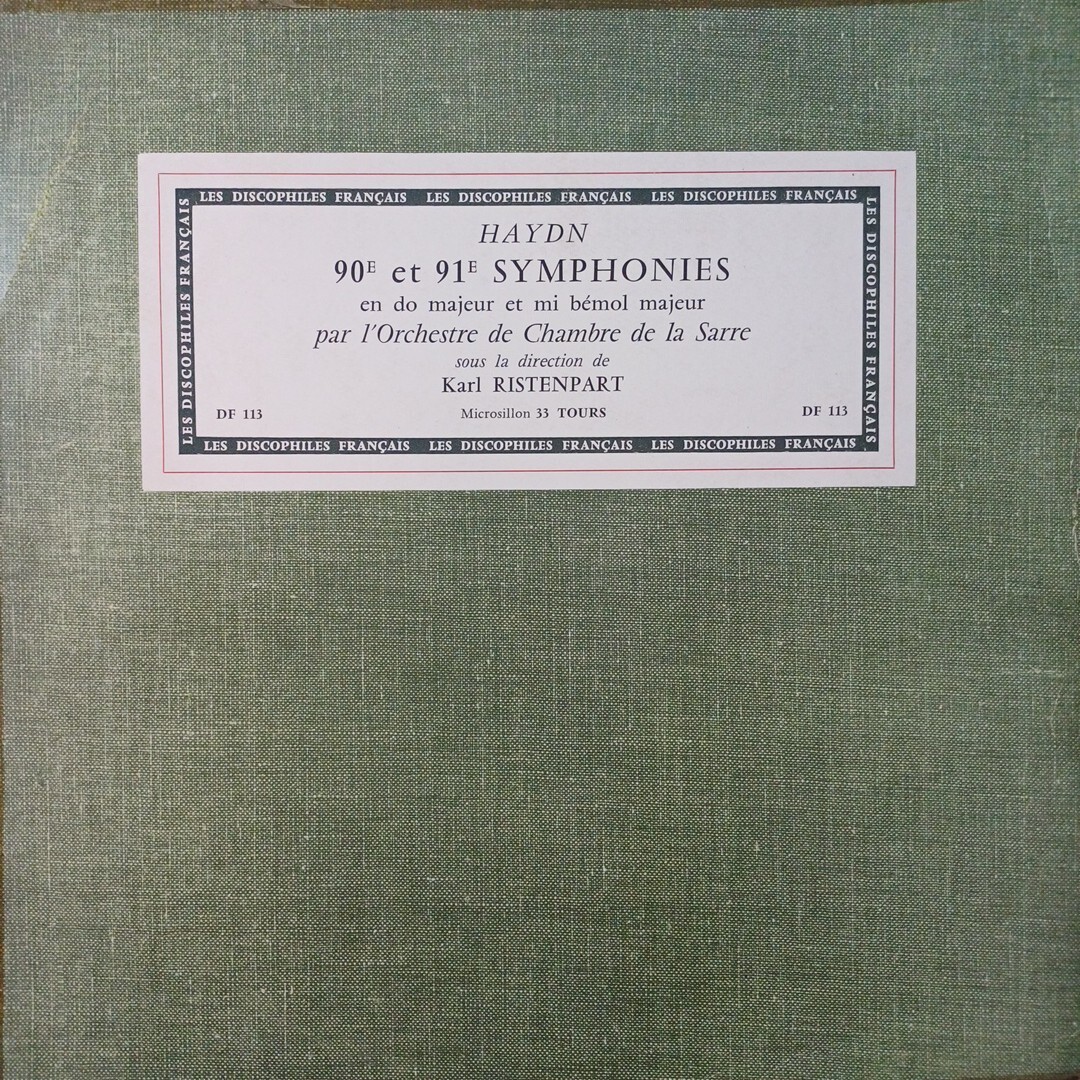 LES DISCOPHILES FRANÇAIS LES DISCOPHILES FRANÇAIS LES DISCOPHILES FRANÇAIS
LES DISCOPHILES FRANÇAIS
HAYDN
90E et 91E SYMPHONIES
en do majeur et mi bémol majeur
par l'Orchestre de Chambre de la Sarre
sous la direction de
Karl RISTENPART
DF 113 Microsillon 33 TOURS DF 113
LES DISCOPHILES FRANÇAIS
LES DISCOPHILES FRANÇAIS LES DISCOPHILES FRANÇAIS LES DISCOPHILES FRANÇAIS